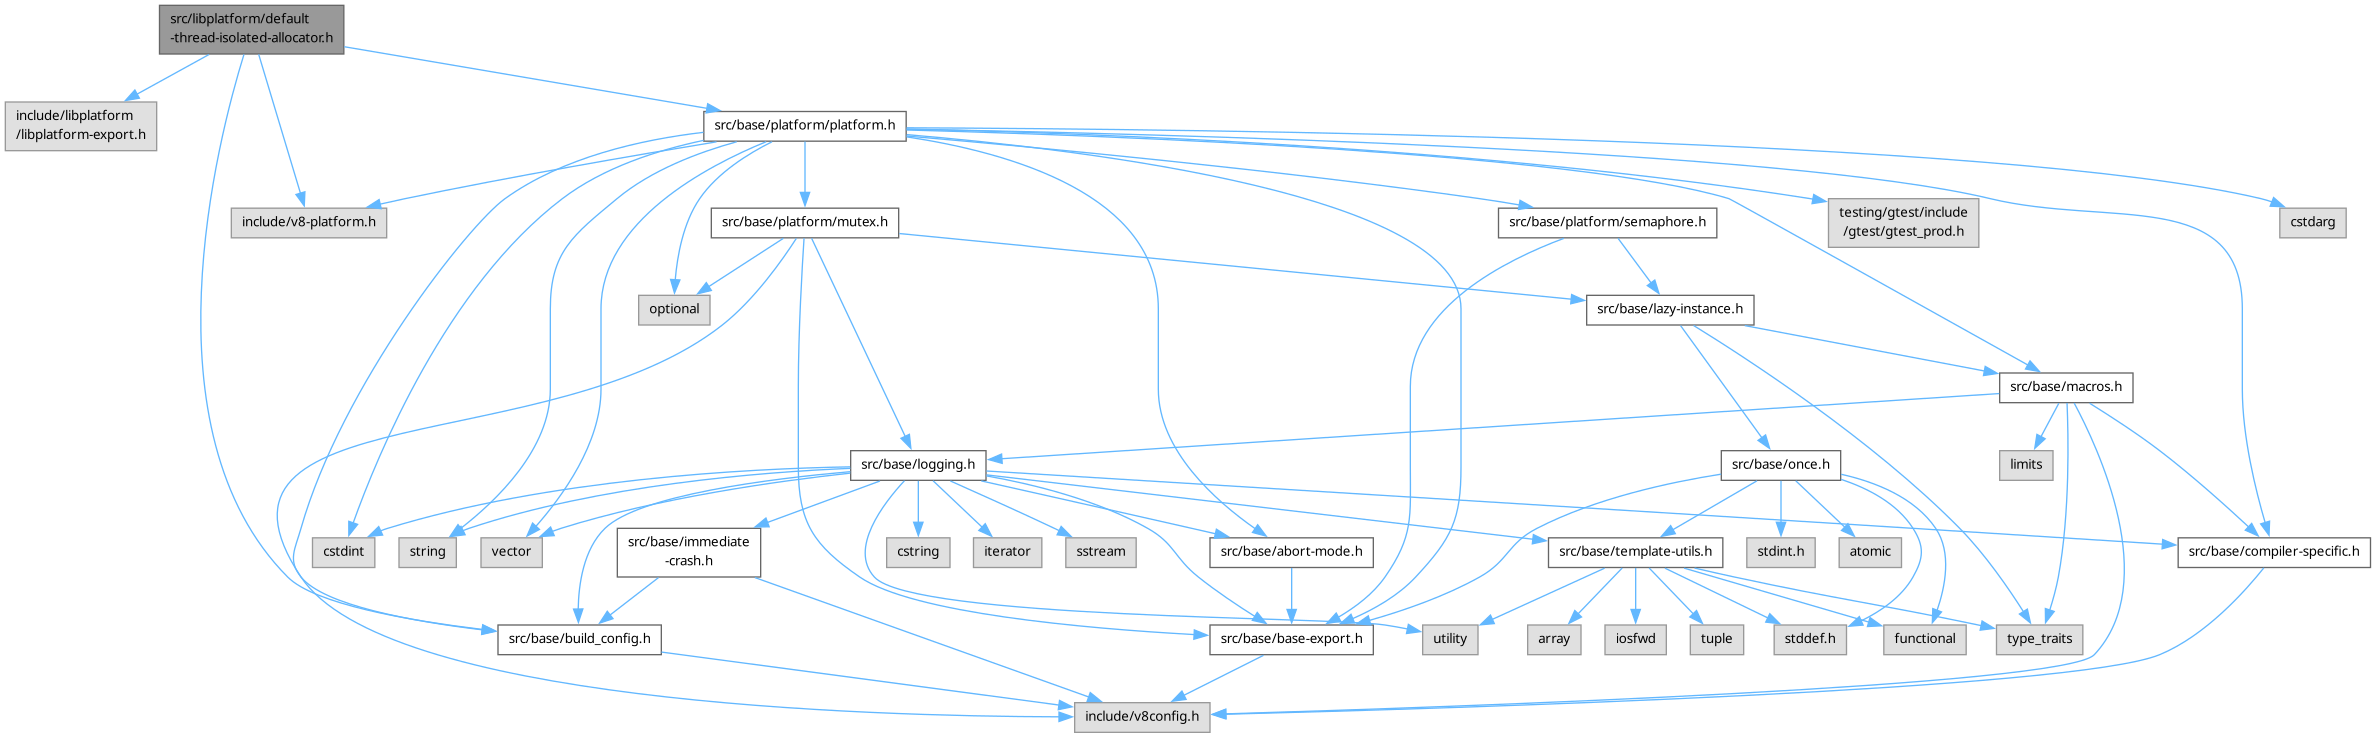 src/libplatform/default
-thread-isolated-allocator.h
include/libplatform
/libplatform-export.h
src/base/platform/platform.h
include/v8-platform.h
src/base/platform/mutex.h
src/base/platform/semaphore.h
testing/gtest/include
/gtest/gtest_prod.h
cstdarg
optional
src/base/lazy-instance.h
src/base/macros.h
src/base/logging.h
src/base/once.h
limits
cstdint
string
vector
src/base/immediate
-crash.h
cstring
iterator
sstream
src/base/abort-mode.h
src/base/template-utils.h
stdint.h
atomic
src/base/compiler-specific.h
src/base/build_config.h
src/base/base-export.h
utility
array
iosfwd
tuple
stddef.h
functional
type_traits
include/v8config.h